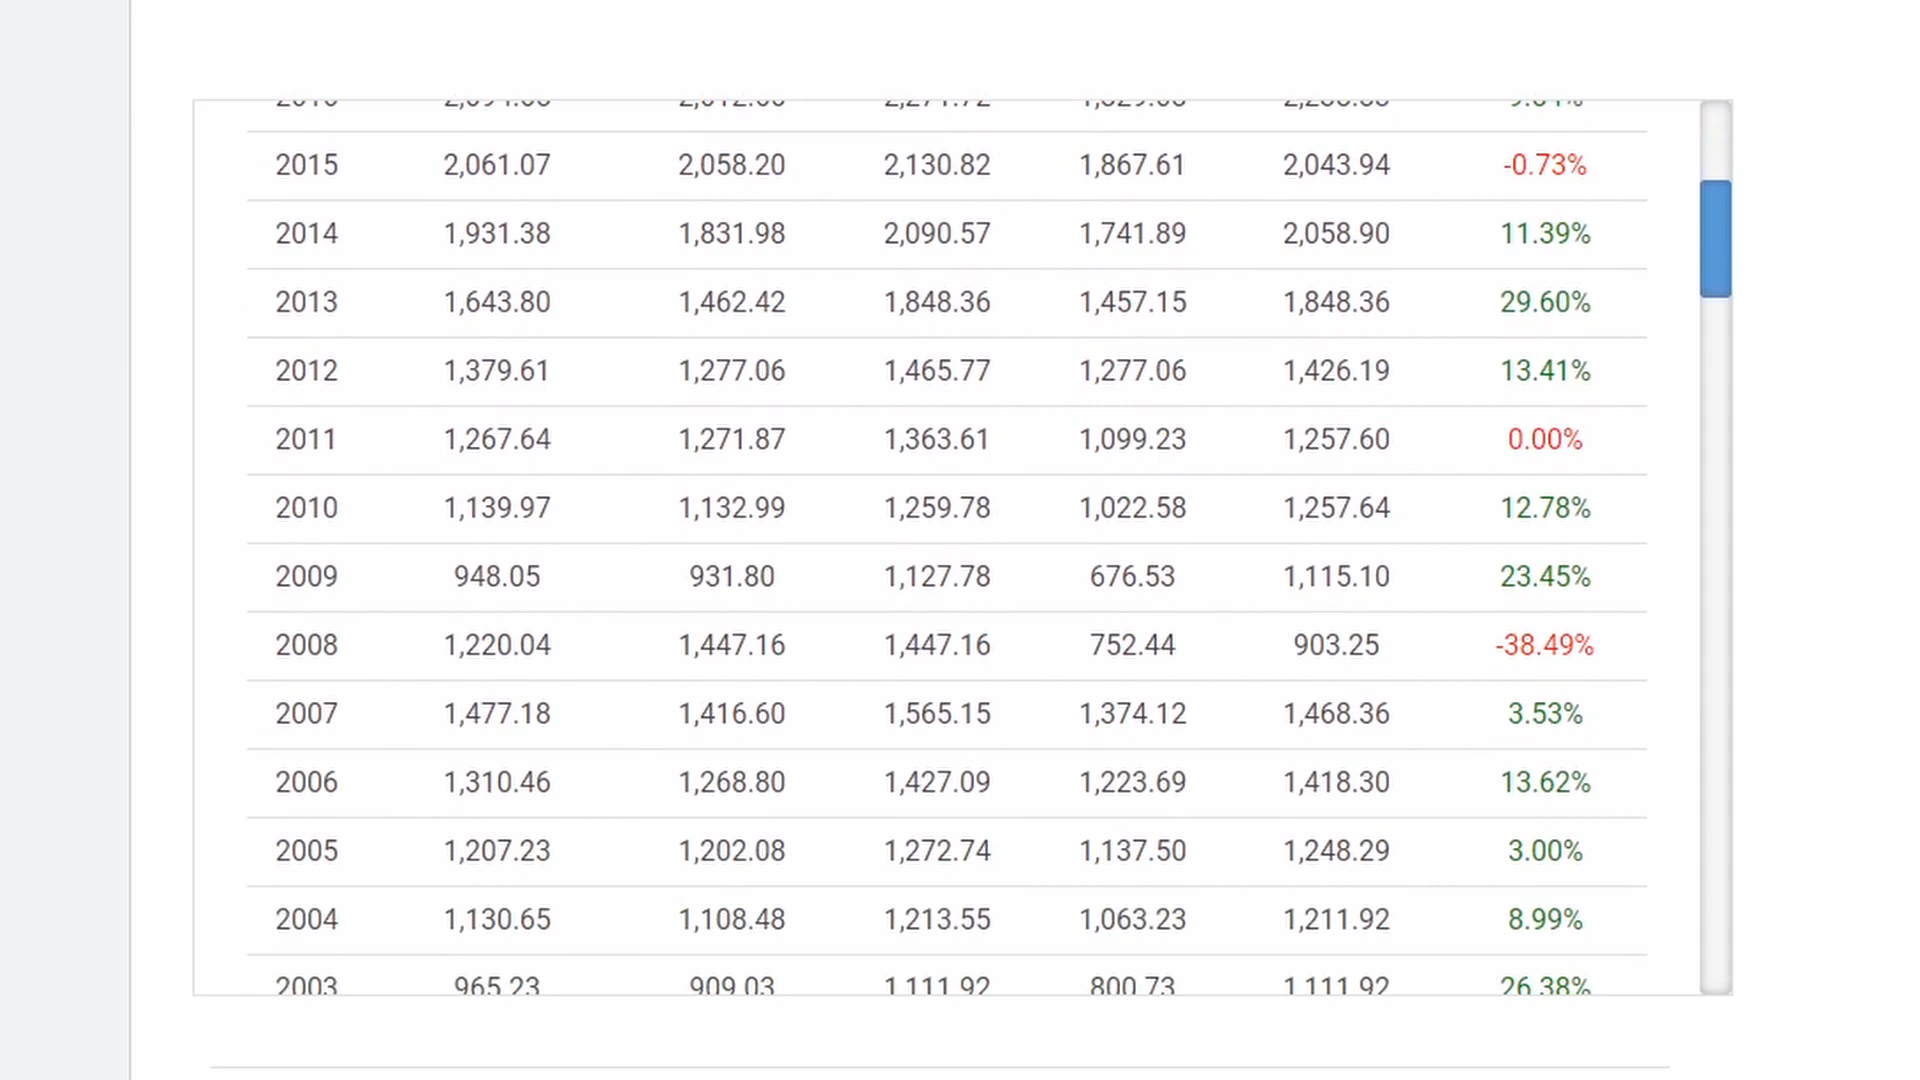 2015 2,061.07 2,058.20 2,130.82 1,867.61 2,043.94 -0.73%
2014 1,931.38 1,831.98 2,090.57 1,741.89 2,058.90 11.39%
2013 1,643.80 1,462.42 1,848.36 1,457.15 1,848.36 29.60%
2012 1,379.61 1,277.06 1,465.77 1,277.06 1,426.19 13.41%
2011 1,267.64 1,271.87 1,363.61 1,099.23 1,257.60 0.00%
2010 1,139.97 1,132.99 1,259.78 1,022.58 1,257.64 12.78%
2009 948.05 931.80 1,127.78 676.53 1,115.10 23.45%
2008 1,220.04 1,447.16 1,447.16 752.44 903.25 -38.49%
2007 1,477.18 1,416.60 1,565.15 1,374.12 1,468.36 3.53%
2006 1,310.46 1,268.80 1,427.09 1,223.69 1,418.30 13.62%
2005 1,207.23 1,202.08 1,272.74 1,137.50 1,248.29 3.00%
2004 1,130.65 1,108.48 1,213.55 1,063.23 1,211.92 8.99%
2003 965.23 909.03 1,111.92 800.73 1,111.92 26.38%